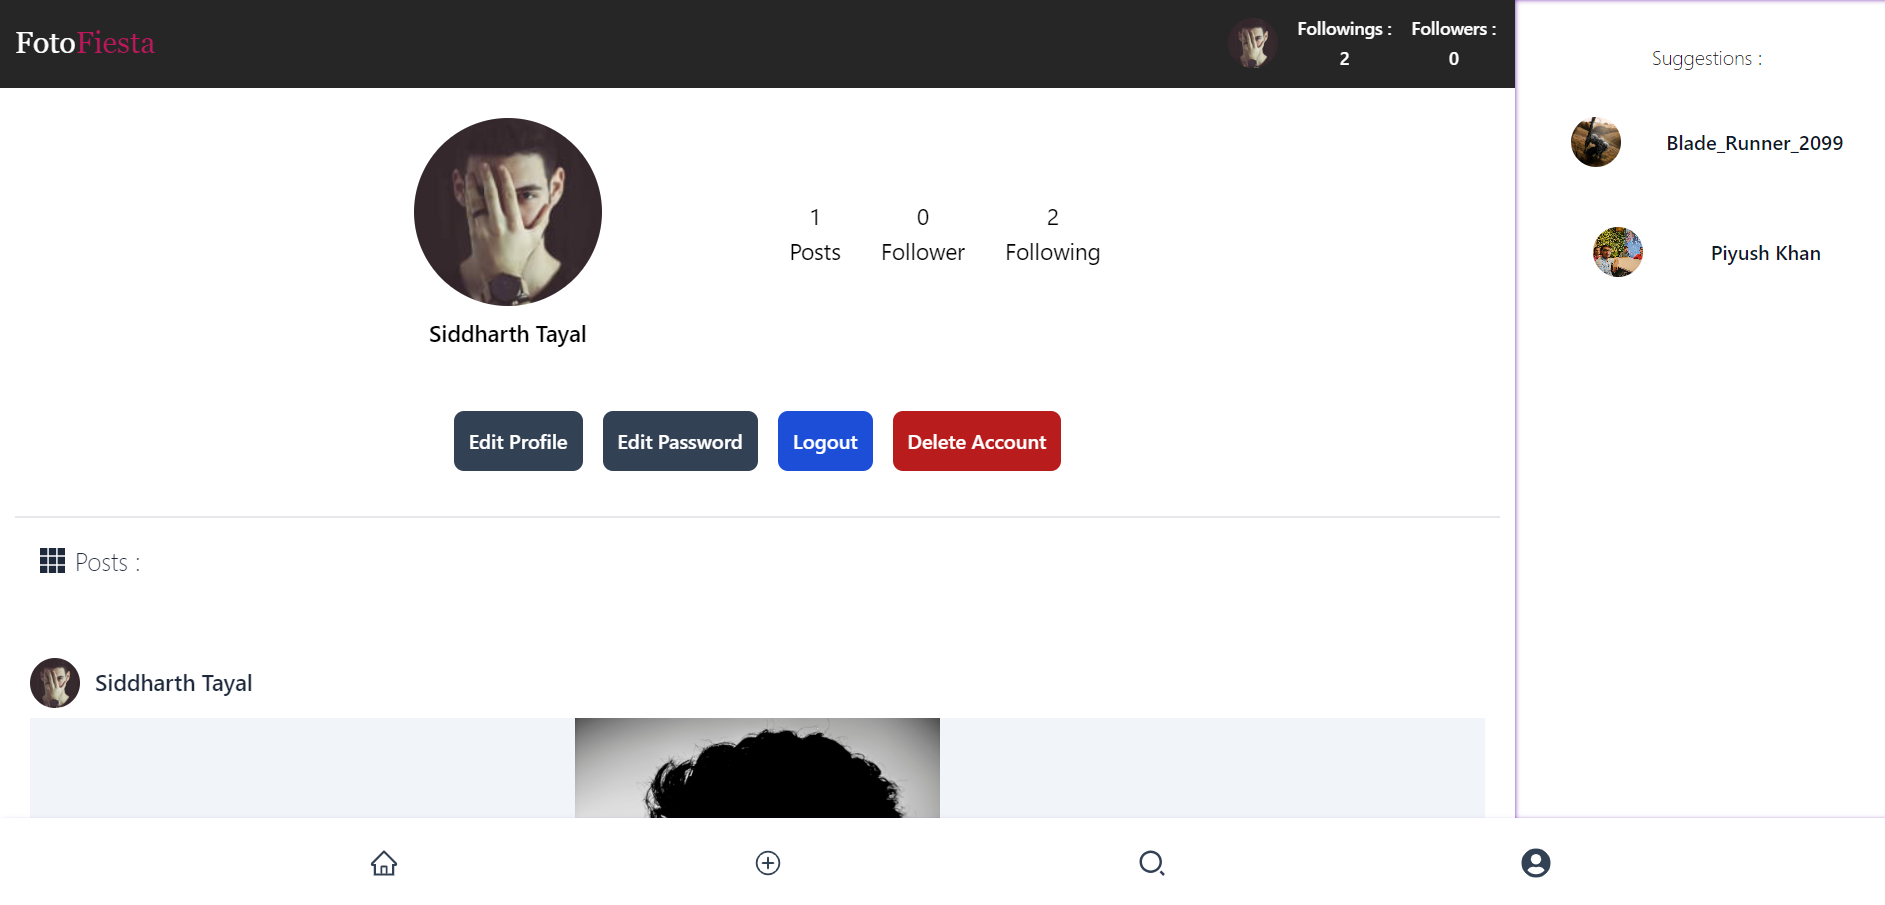 FotoFiesta
Followings :
2
Followers :
0
Suggestions :
Blade_Runner_2099
Piyush Khan
1
Posts
0
Follower
2
Following
Siddharth Tayal
Edit Profile
Edit Password
Logout
Delete Account
Posts :
Siddharth Tayal